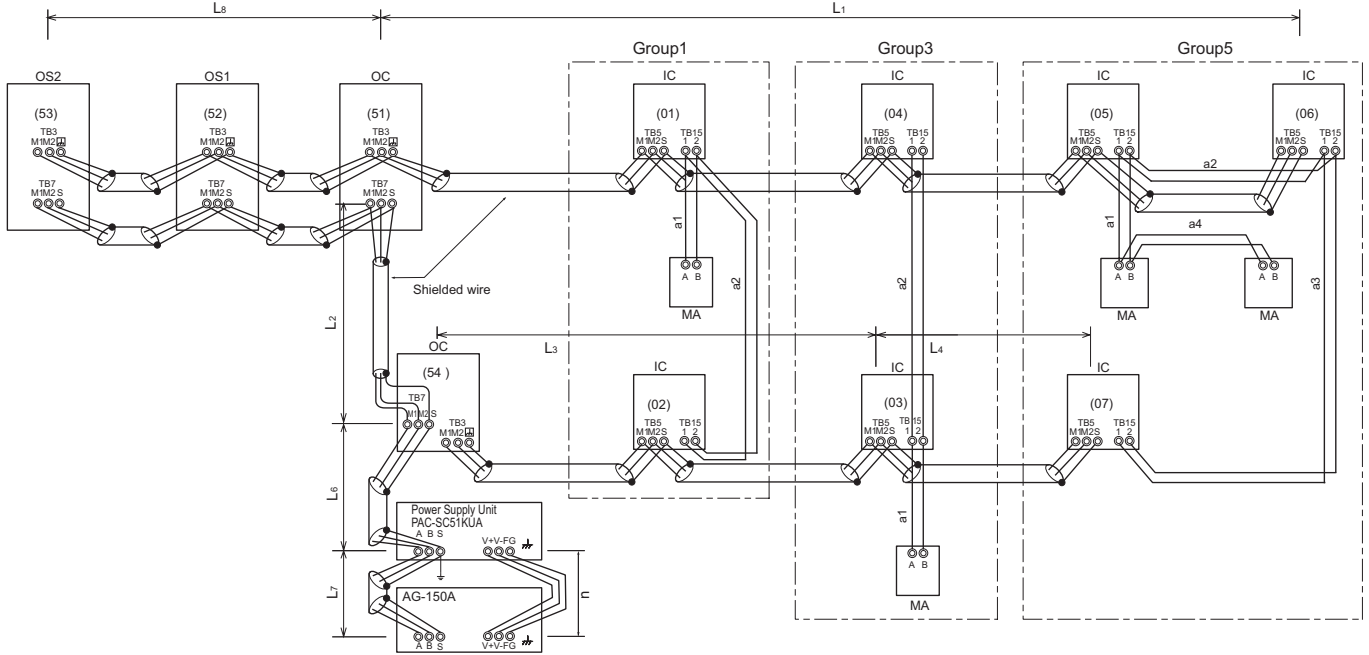 L8
L1
Group1
Group3
Group5
OS2
OS1
OC
IC
IC
IC
IC
(53)
(52)
(51)
(01)
(04)
(05)
(06)
TB3
M1M2
TB3
M1M2
TB3
M1M2
TB5
M1M2S
TB15
1 2
TB5
M1M2S
TB15
1 2
TB5
M1M2S
TB15
1 2
TB5
M1M2S
TB15
1 2
TB7
M1M2 S
TB7
M1M2 S
TB7
M1M2 S
a2
a1
a2
a2
a1
a4
a3
A B
MA
A B
MA
A B
MA
Shielded wire
L2
L3
L4
OC
(54 )
TB7
M1M2 S
TB3
M1M2
IC
(02)
TB5
M1M2S
TB15
1 2
IC
(03)
TB5
M1M2S
TB15
1 2
IC
(07)
TB5
M1M2S
TB15
1 2
L6
Power Supply Unit
PAC-SC51KUA
A B S
V+V-FG
L7
n
AG-150A
A B S
V+V-FG
a1
A B
MA